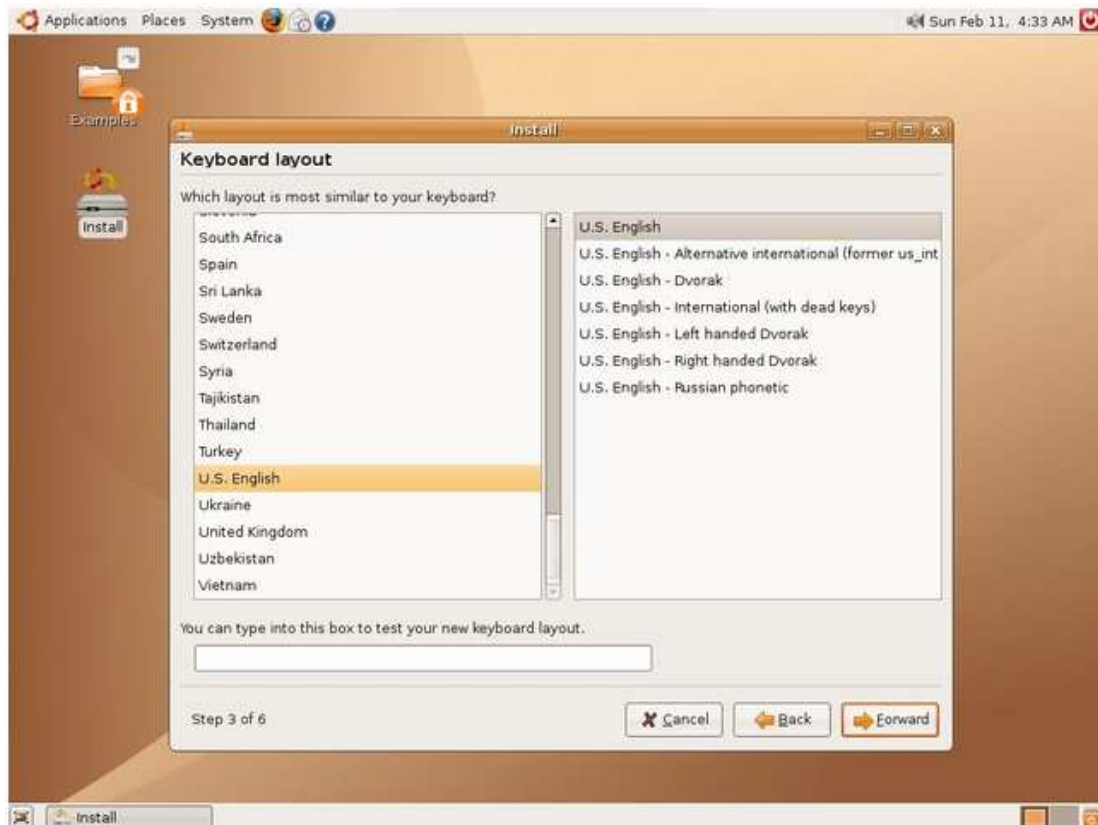 Applications Places System
Sun Feb 11, 4:33 AM
Examples
Install
Install
Keyboard layout
Which layout is most similar to your keyboard?
Slovenia
South Africa
Spain
Sri Lanka
Sweden
Switzerland
Syria
Tajikistan
Thailand
Turkey
U.S. English
Ukraine
United Kingdom
Uzbekistan
Vietnam
U.S. English
U.S. English - Alternative international (former us_int
U.S. English - Dvorak
U.S. English - International (with dead keys)
U.S. English - Left handed Dvorak
U.S. English - Right handed Dvorak
U.S. English - Russian phonetic
You can type into this box to test your new keyboard layout.
Step 3 of 6
Cancel
Back
Forward
Install